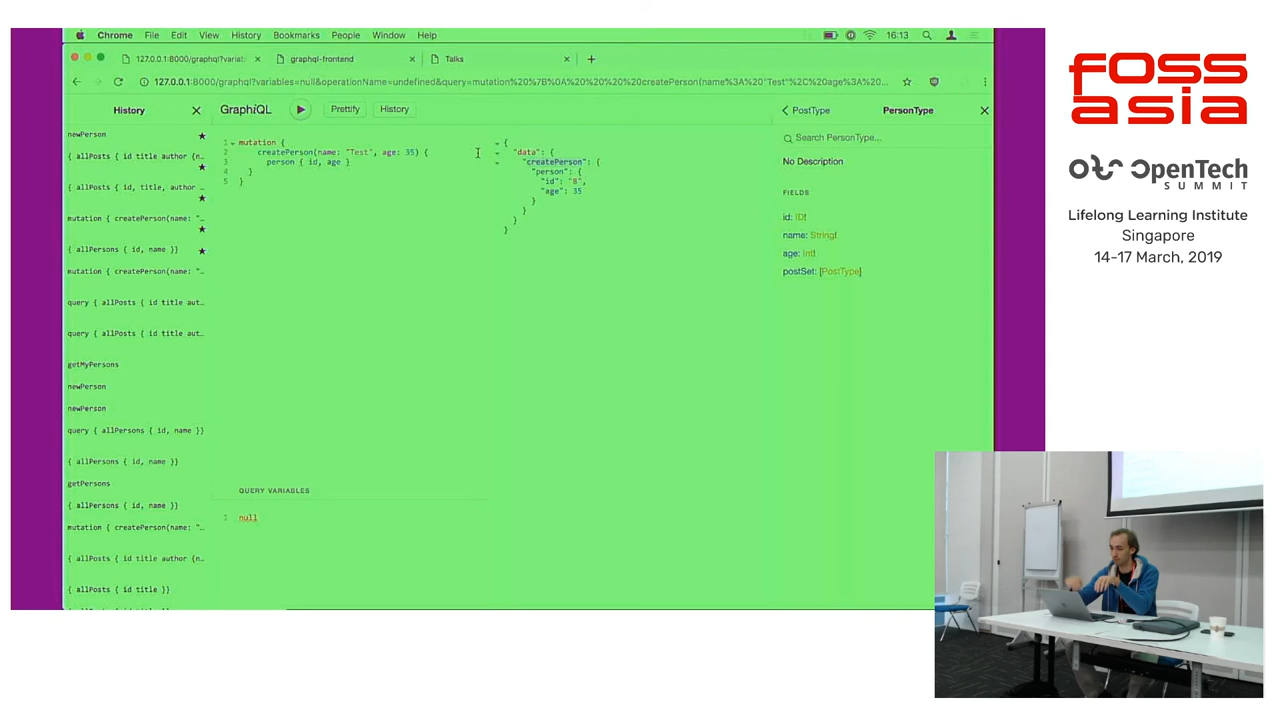 Chrome File Edit View History Bookmarks People Window Help 16:13
127.0.0.1:8000/graphql?variabl × graphql-frontend × Talks × +
127.0.0.1:8000/graphql?variables=null&operationName=undefined&query=mutation%20%7B%0A%20%20%20%20createPerson(name%3A%20"Test"%2C%20age%3A%20...
History ×
newPerson
{ allPosts { id title author {n…
{ allPosts { id, title, author …
mutation { createPerson(name: "…
{ allPersons { id, name }}
mutation { createPerson(name: "…
query { allPosts { id title aut…
query { allPosts { id title aut…
getMyPersons
newPerson
newPerson
query { allPersons { id, name }}
{ allPersons { id, name }}
getPersons
{ allPersons { id, name }}
mutation { createPerson(name: "…
{ allPosts { id title author {n…
{ allPosts { id title }}
GraphiQL Prettify History
1 mutation {
2 createPerson(name: "Test", age: 35) {
3 person { id, age }
4 }
5 }
QUERY VARIABLES
1 null
{
"data": {
"createPerson": {
"person": {
"id": "8",
"age": 35
}
}
}
}
PostType PersonType ×
Search PersonType...
No Description
FIELDS
id: ID!
name: String!
age: Int!
postSet: [PostType]
FOSS
ASIA
OpenTech
SUMMIT
Lifelong Learning Institute
Singapore
14-17 March, 2019